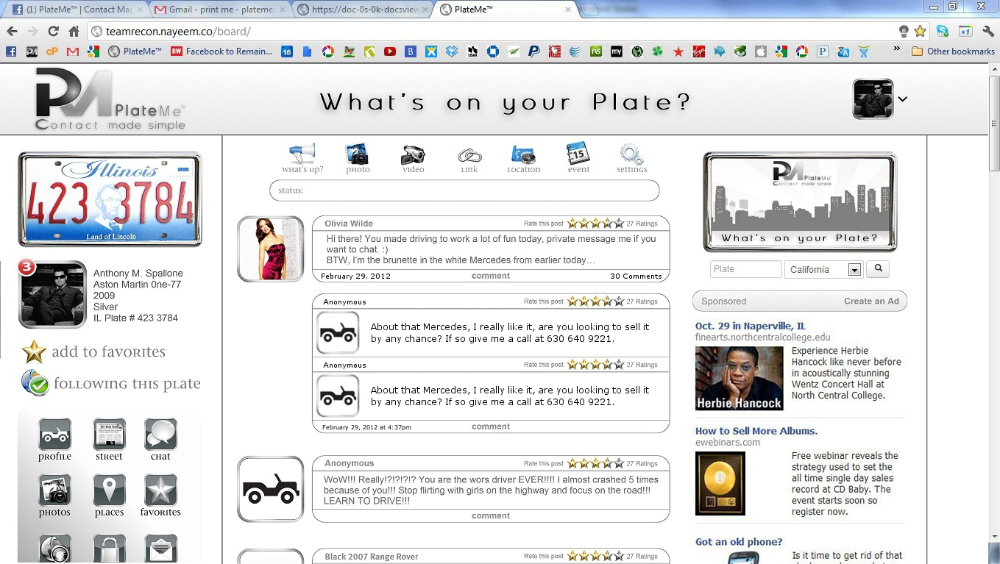 (1) PlateMe™ | Contact Mac
Gmail - print me - plateme.
https://doc-0s-0k-docsview
PlateMe™
teamrecon.nayeem.co/board/
+1
PlateMe™
BW Facebook to Remain...
16
»
Other bookmarks
PM PlateMe™
Contact made simple
What's on your Plate?
Illinois
423 3784
Land of Lincoln
3
Anthony M. Spallone
Aston Martin One-77
2009
Silver
IL Plate # 423 3784
add to favorites
following this plate
profile
street
chat
photos
places
favorites
what's up?
photo
video
link
location
15
event
settings
status:
Olivia Wilde
Rate this post
27 Ratings
Hi there! You made driving to work a lot of fun today, private message me if you
want to chat. :)
BTW, I'm the brunette in the white Mercedes from earlier today…
February 29, 2012
comment
30 Comments
Anonymous
Rate this post
27 Ratings
About that Mercedes, I really like it, are you looking to sell it
by any chance? If so give me a call at 630 640 9221.
Anonymous
Rate this post
27 Ratings
About that Mercedes, I really like it, are you looking to sell it
by any chance? If so give me a call at 630 640 9221.
February 29, 2012 at 4:37pm
comment
Anonymous
Rate this post
27 Ratings
WoW!!! Really!?!?!?!? You are the wors driver EVER!!!! I almost crashed 5 times
because of you!!! Stop flirting with girls on the highway and focus on the road!!!
LEARN TO DRIVE!!!
comment
Black 2007 Range Rover
Rate this post
27 Ratings
PM PlateMe™
Contact made simple
What's on your Plate?
Plate
California
Sponsored
Create an Ad
Oct. 29 in Naperville, IL
finearts.northcentralcollege.edu
Herbie Hancock
Experience Herbie
Hancock like never before
in acoustically stunning
Wentz Concert Hall at
North Central College.
How to Sell More Albums.
ewebinars.com
Free webinar reveals the
strategy used to set the
all time single day sales
record at CD Baby. The
event starts soon so
register now.
Got an old phone?
Is it time to get rid of that